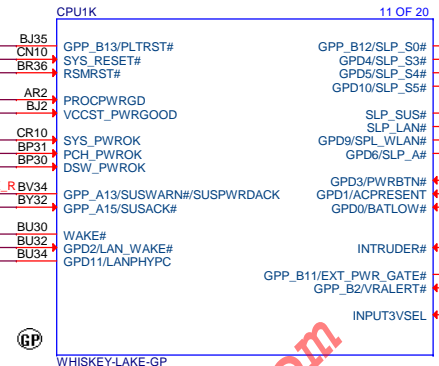 CPU1K 11 OF 20
BJ35 GPP_B13/PLTRST# GPP_B12/SLP_S0#
CN10 SYS_RESET# GPD4/SLP_S3#
BR36 RSMRST# GPD5/SLP_S4#
GPD10/SLP_S5#
AR2 PROCPWRGD
BJ2 VCCST_PWRGOOD SLP_SUS#
SLP_LAN#
CR10 SYS_PWROK GPD9/SPL_WLAN#
BP31 PCH_PWROK GPD6/SLP_A#
BP30 DSW_PWROK
GPD3/PWRBTN#
_R BV34 GPP_A13/SUSWARN#/SUSPWRDACK GPD1/ACPRESENT
BY32 GPP_A15/SUSACK# GPD0/BATLOW#
BU30 WAKE#
BU32 GPD2/LAN_WAKE# INTRUDER#
BU34 GPD11/LANPHYPC
GPP_B11/EXT_PWR_GATE#
GPP_B2/VRALERT#
INPUT3VSEL
GP
WHISKEY-LAKE-GP
om